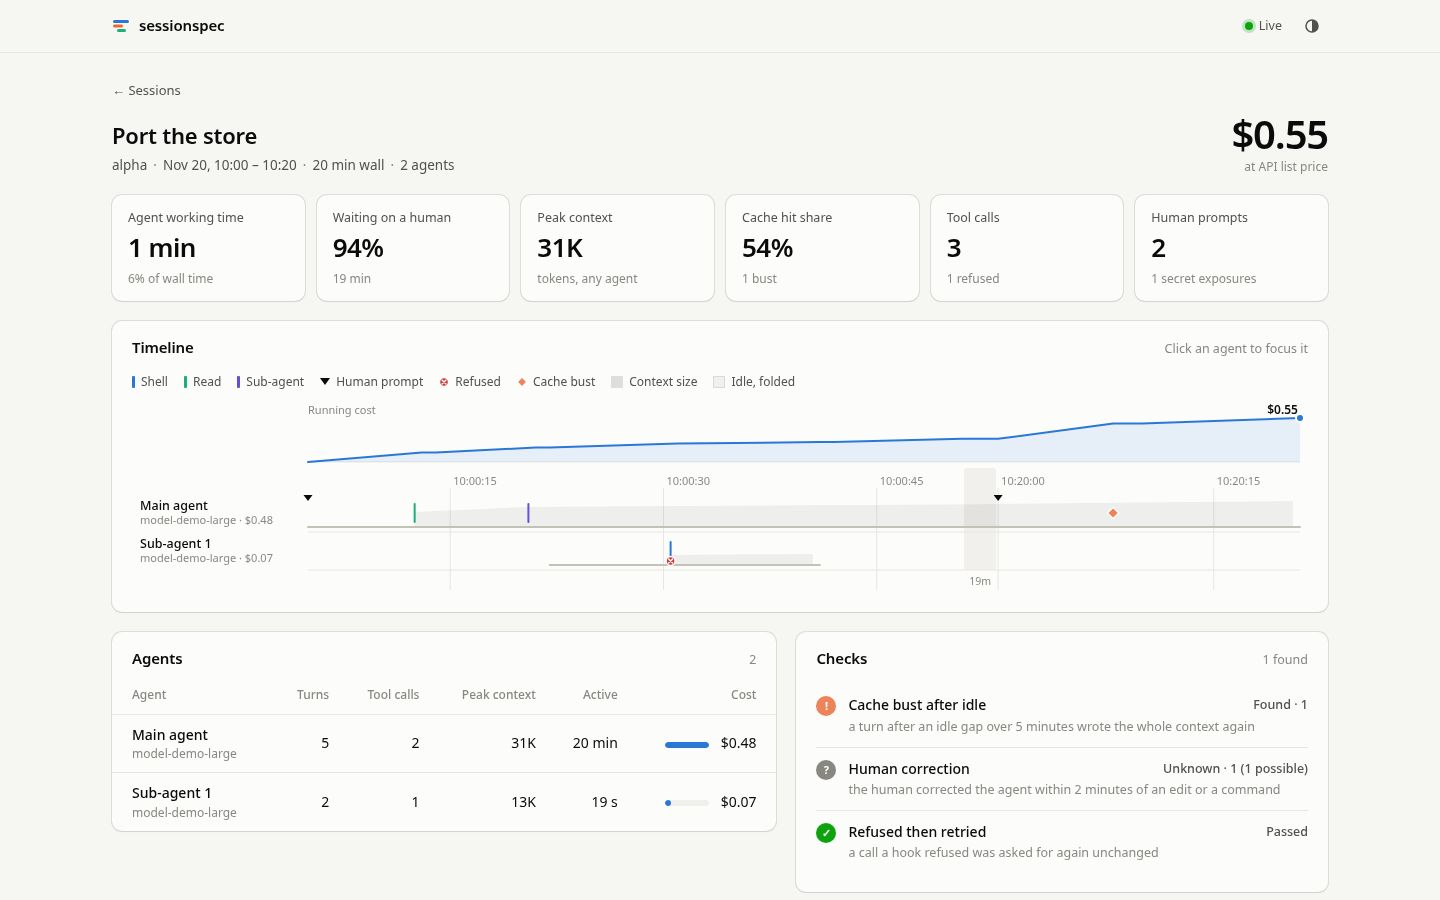 sessionspec
Live
← Sessions
Port the store
alpha · Nov 20, 10:00 – 10:20 · 20 min wall · 2 agents
$0.55
at API list price
Agent working time
1 min
6% of wall time
Waiting on a human
94%
19 min
Peak context
31K
tokens, any agent
Cache hit share
54%
1 bust
Tool calls
3
1 refused
Human prompts
2
1 secret exposures
Timeline
Click an agent to focus it
Shell Read Sub-agent Human prompt Refused Cache bust Context size Idle, folded
Running cost
$0.55
10:00:15 10:00:30 10:00:45 10:20:00 10:20:15
Main agent
model-demo-large · $0.48
Sub-agent 1
model-demo-large · $0.07
19m
Agents
2
Agent Turns Tool calls Peak context Active Cost
Main agent
model-demo-large
5 2 31K 20 min $0.48
Sub-agent 1
model-demo-large
2 1 13K 19 s $0.07
Checks
1 found
! Cache bust after idle Found · 1
a turn after an idle gap over 5 minutes wrote the whole context again
? Human correction Unknown · 1 (1 possible)
the human corrected the agent within 2 minutes of an edit or a command
✓ Refused then retried Passed
a call a hook refused was asked for again unchanged